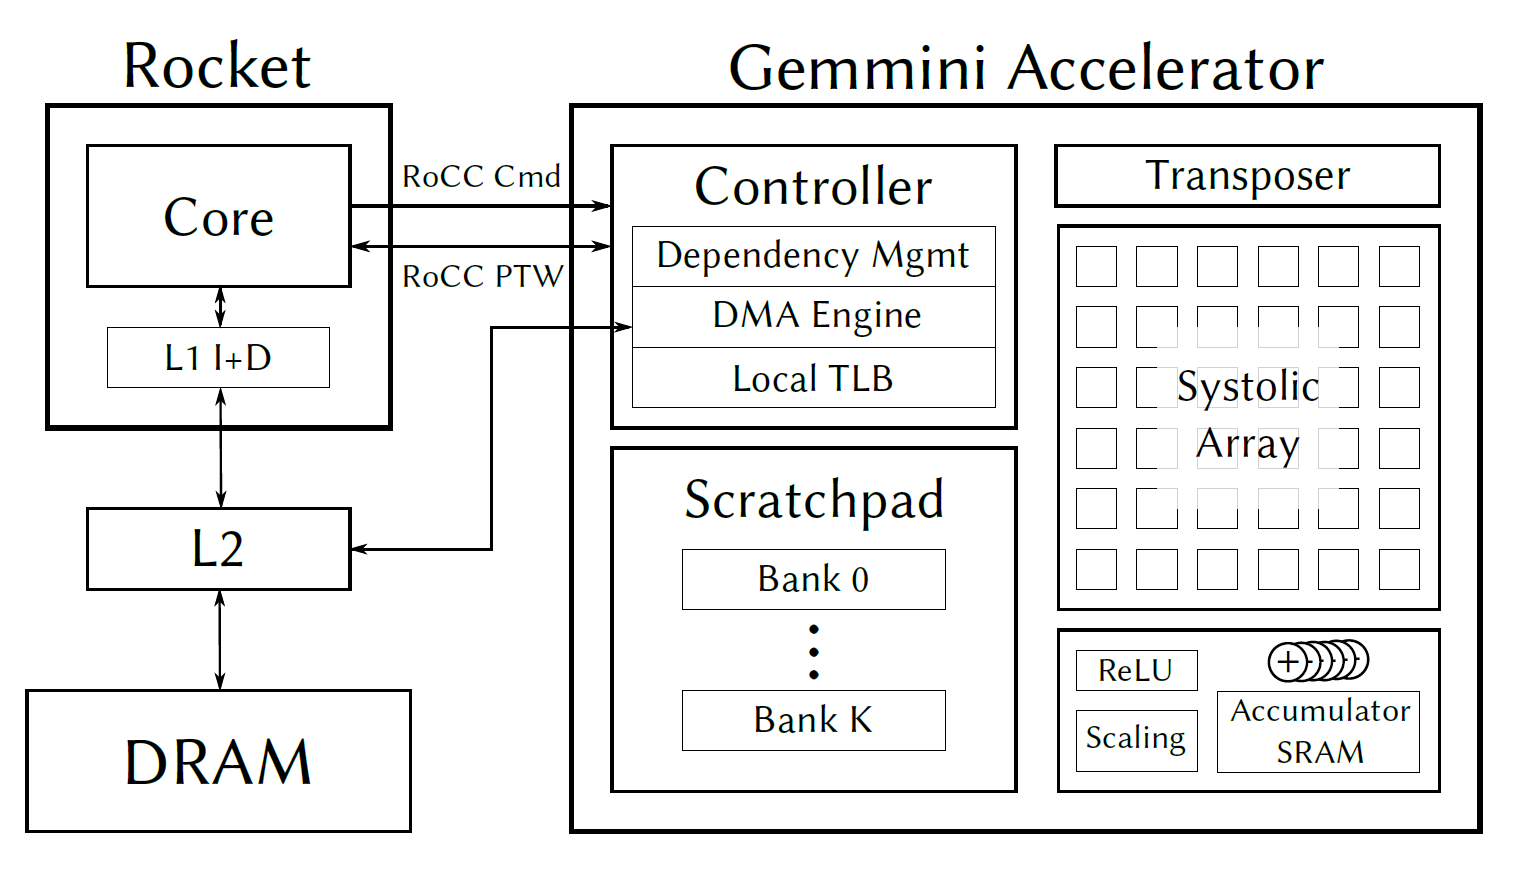 Rocket
Core
L1 I+D
L2
DRAM
RoCC Cmd
RoCC PTW
Gemmini Accelerator
Controller
Dependency Mgmt
DMA Engine
Local TLB
Scratchpad
Bank 0
Bank K
Transposer
Systolic
Array
ReLU
Scaling
Accumulator
SRAM